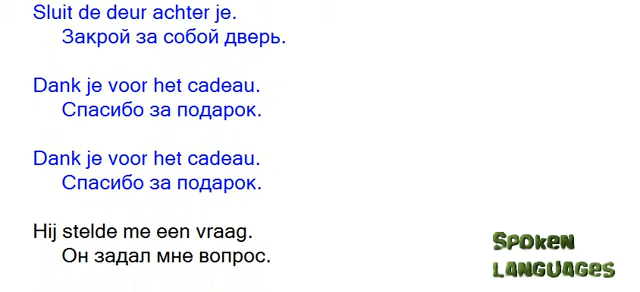 Sluit de deur achter je.
Закрой за собой дверь.
Dank je voor het cadeau.
Спасибо за подарок.
Dank je voor het cadeau.
Спасибо за подарок.
Hij stelde me een vraag.
Он задал мне вопрос.
Spoken
Languages